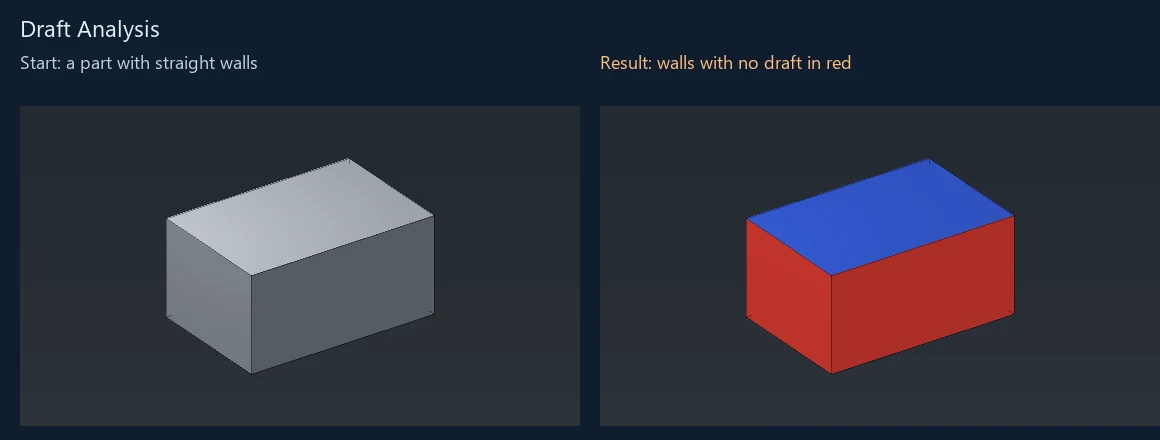 Draft Analysis
Start: a part with straight walls
Result: walls with no draft in red